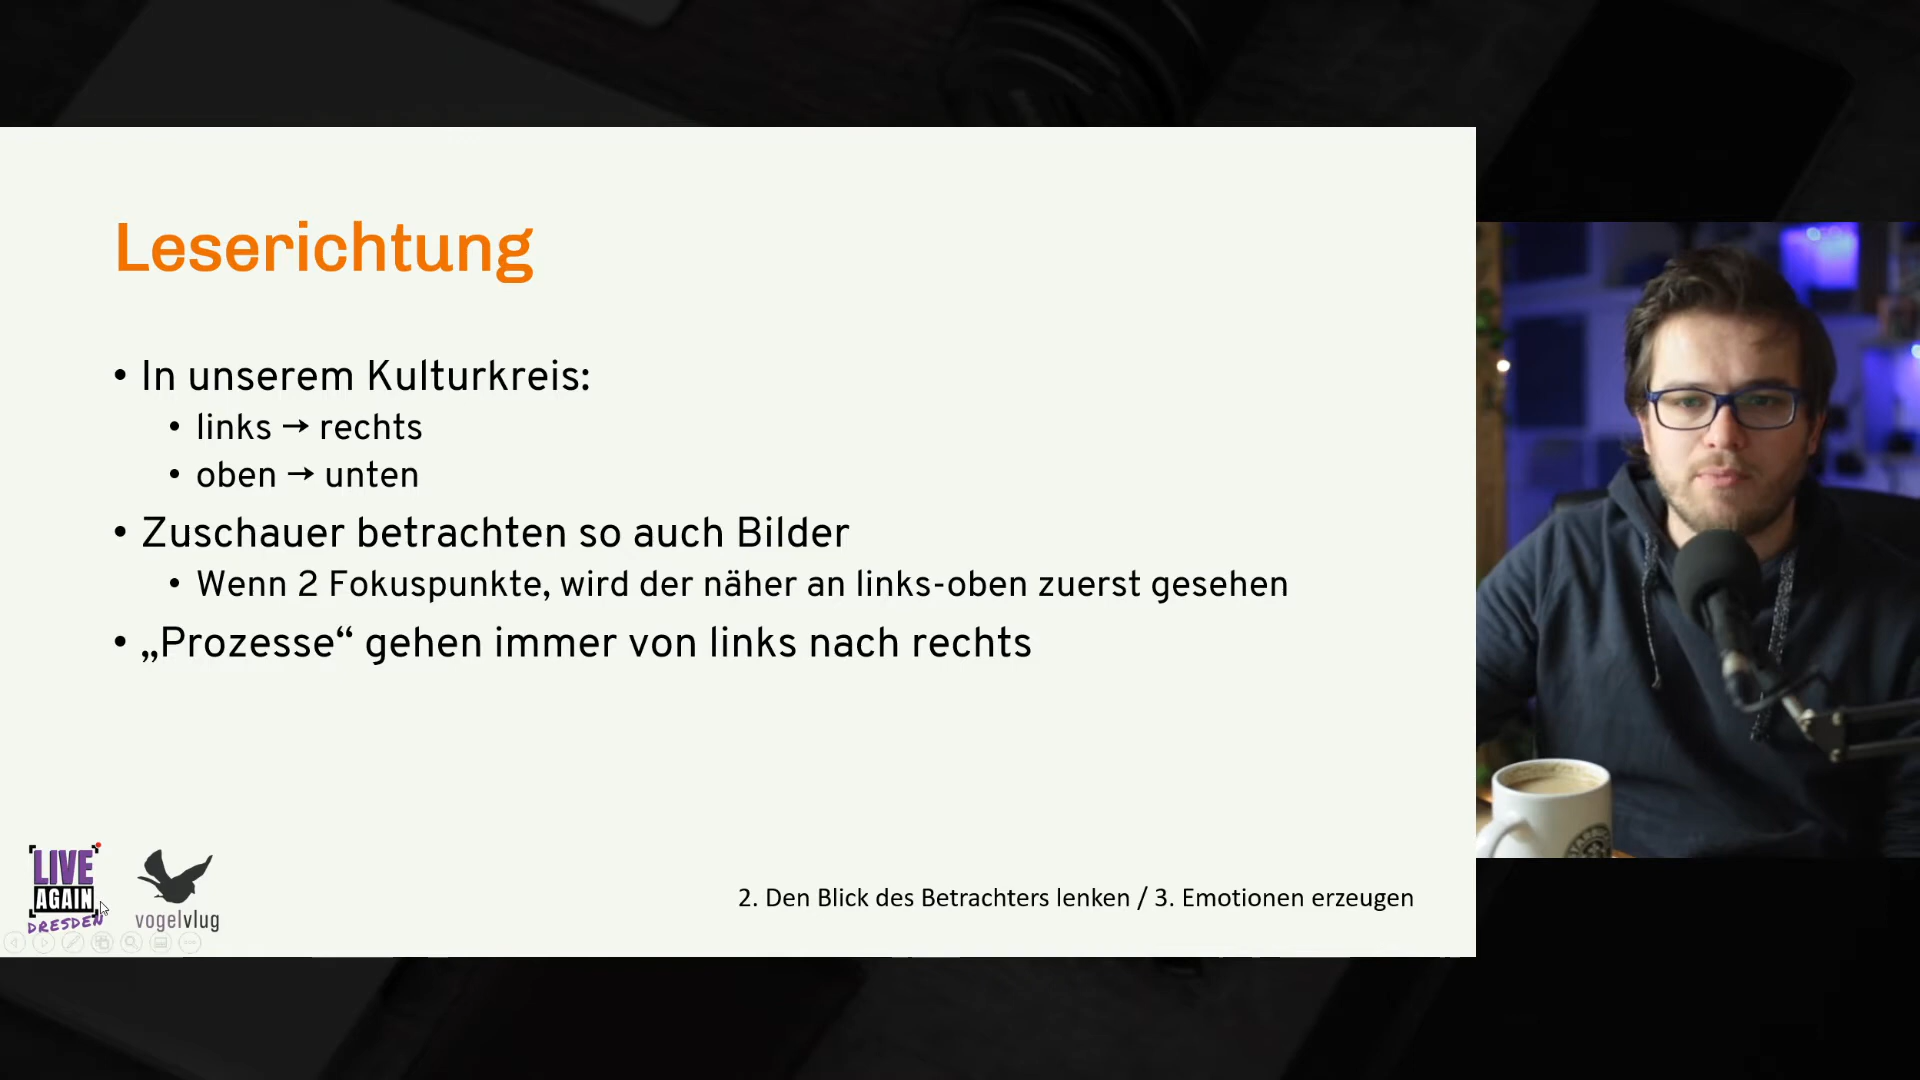 Leserichtung
• In unserem Kulturkreis:
• links → rechts
• oben → unten
• Zuschauer betrachten so auch Bilder
• Wenn 2 Fokuspunkte, wird der näher an links-oben zuerst gesehen
• „Prozesse“ gehen immer von links nach rechts
LIVE
AGAIN
DRESDEN
vogelvlug
2. Den Blick des Betrachters lenken / 3. Emotionen erzeugen